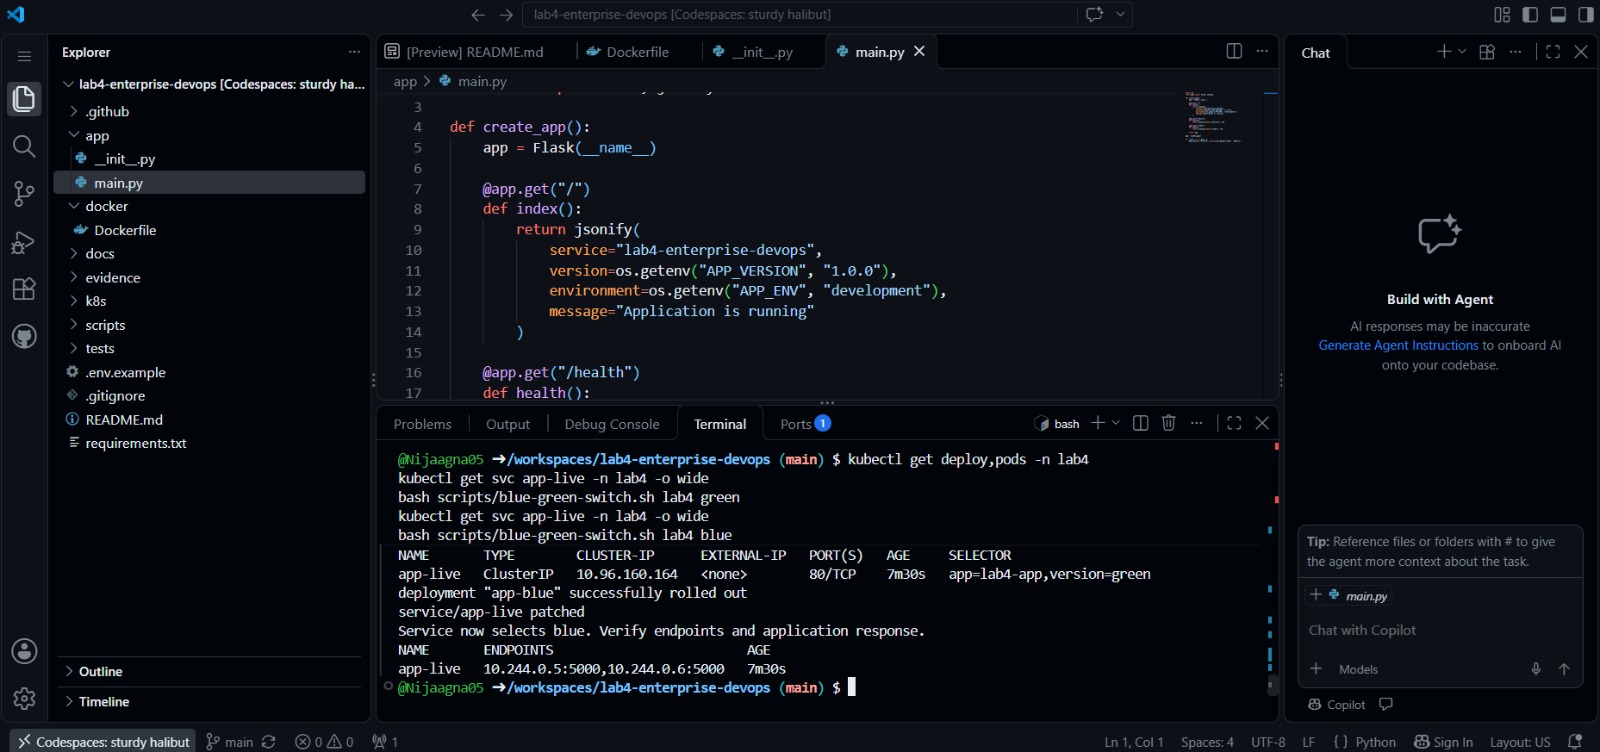 lab4-enterprise-devops [Codespaces: sturdy halibut]
Explorer
lab4-enterprise-devops [Codespaces: sturdy ha...
.github
app
__init__.py
main.py
docker
Dockerfile
docs
evidence
k8s
scripts
tests
.env.example
.gitignore
README.md
requirements.txt
Outline
Timeline
[Preview] README.md
Dockerfile
__init__.py
main.py
app > main.py
3
4 def create_app():
5 app = Flask(__name__)
6
7 @app.get("/")
8 def index():
9 return jsonify(
10 service="lab4-enterprise-devops",
11 version=os.getenv("APP_VERSION", "1.0.0"),
12 environment=os.getenv("APP_ENV", "development"),
13 message="Application is running"
14 )
15
16 @app.get("/health")
17 def health():
Problems Output Debug Console Terminal Ports 1
bash
@Nijaagna05 ➜/workspaces/lab4-enterprise-devops (main) $ kubectl get deploy,pods -n lab4
kubectl get svc app-live -n lab4 -o wide
bash scripts/blue-green-switch.sh lab4 green
kubectl get svc app-live -n lab4 -o wide
bash scripts/blue-green-switch.sh lab4 blue
NAME TYPE CLUSTER-IP EXTERNAL-IP PORT(S) AGE SELECTOR
app-live ClusterIP 10.96.160.164 <none> 80/TCP 7m30s app=lab4-app,version=green
deployment "app-blue" successfully rolled out
service/app-live patched
Service now selects blue. Verify endpoints and application response.
NAME ENDPOINTS AGE
app-live 10.244.0.5:5000,10.244.0.6:5000 7m30s
@Nijaagna05 ➜/workspaces/lab4-enterprise-devops (main) $
Chat
Build with Agent
AI responses may be inaccurate
Generate Agent Instructions to onboard AI
onto your codebase.
Tip: Reference files or folders with # to give
the agent more context about the task.
main.py
Chat with Copilot
Models
Copilot
Codespaces: sturdy halibut
main
0 0
1
Ln 1, Col 1
Spaces: 4
UTF-8
LF
{ } Python
Sign In
Layout: US